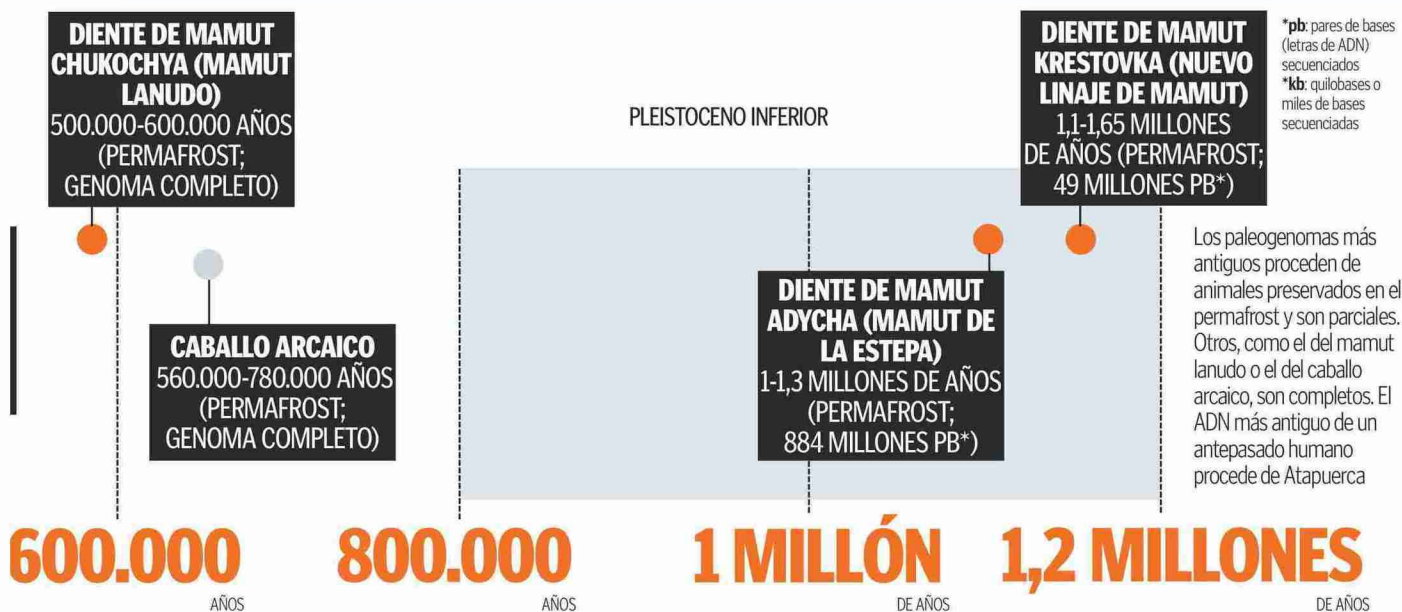 DIENTE DE MAMUT
CHUKOCHYA (MAMUT
LANUDO)
500.000-600.000 AÑOS
(PERMAFROST;
GENOMA COMPLETO)
CABALLO ARCAICO
560.000-780.000 AÑOS
(PERMAFROST;
GENOMA COMPLETO)
PLEISTOCENO INFERIOR
DIENTE DE MAMUT
ADYCHA (MAMUT DE
LA ESTEPA)
1-1,3 MILLONES DE AÑOS
(PERMAFROST;
884 MILLONES PB*)
DIENTE DE MAMUT
KRESTOVKA (NUEVO
LINAJE DE MAMUT)
1,1-1,65 MILLONES
DE AÑOS (PERMAFROST;
49 MILLONES PB*)
*pb: pares de bases
(letras de ADN)
secuenciados
*kb: quilobases o
miles de bases
secuenciadas
Los paleogenomas más
antiguos proceden de
animales preservados en el
permafrost y son parciales.
Otros, como el del mamut
lanudo o el del caballo
arcaico, son completos. El
ADN más antiguo de un
antepasado humano
procede de Atapuerca
600.000
AÑOS
800.000
AÑOS
1 MILLÓN
DE AÑOS
1,2 MILLONES
DE AÑOS